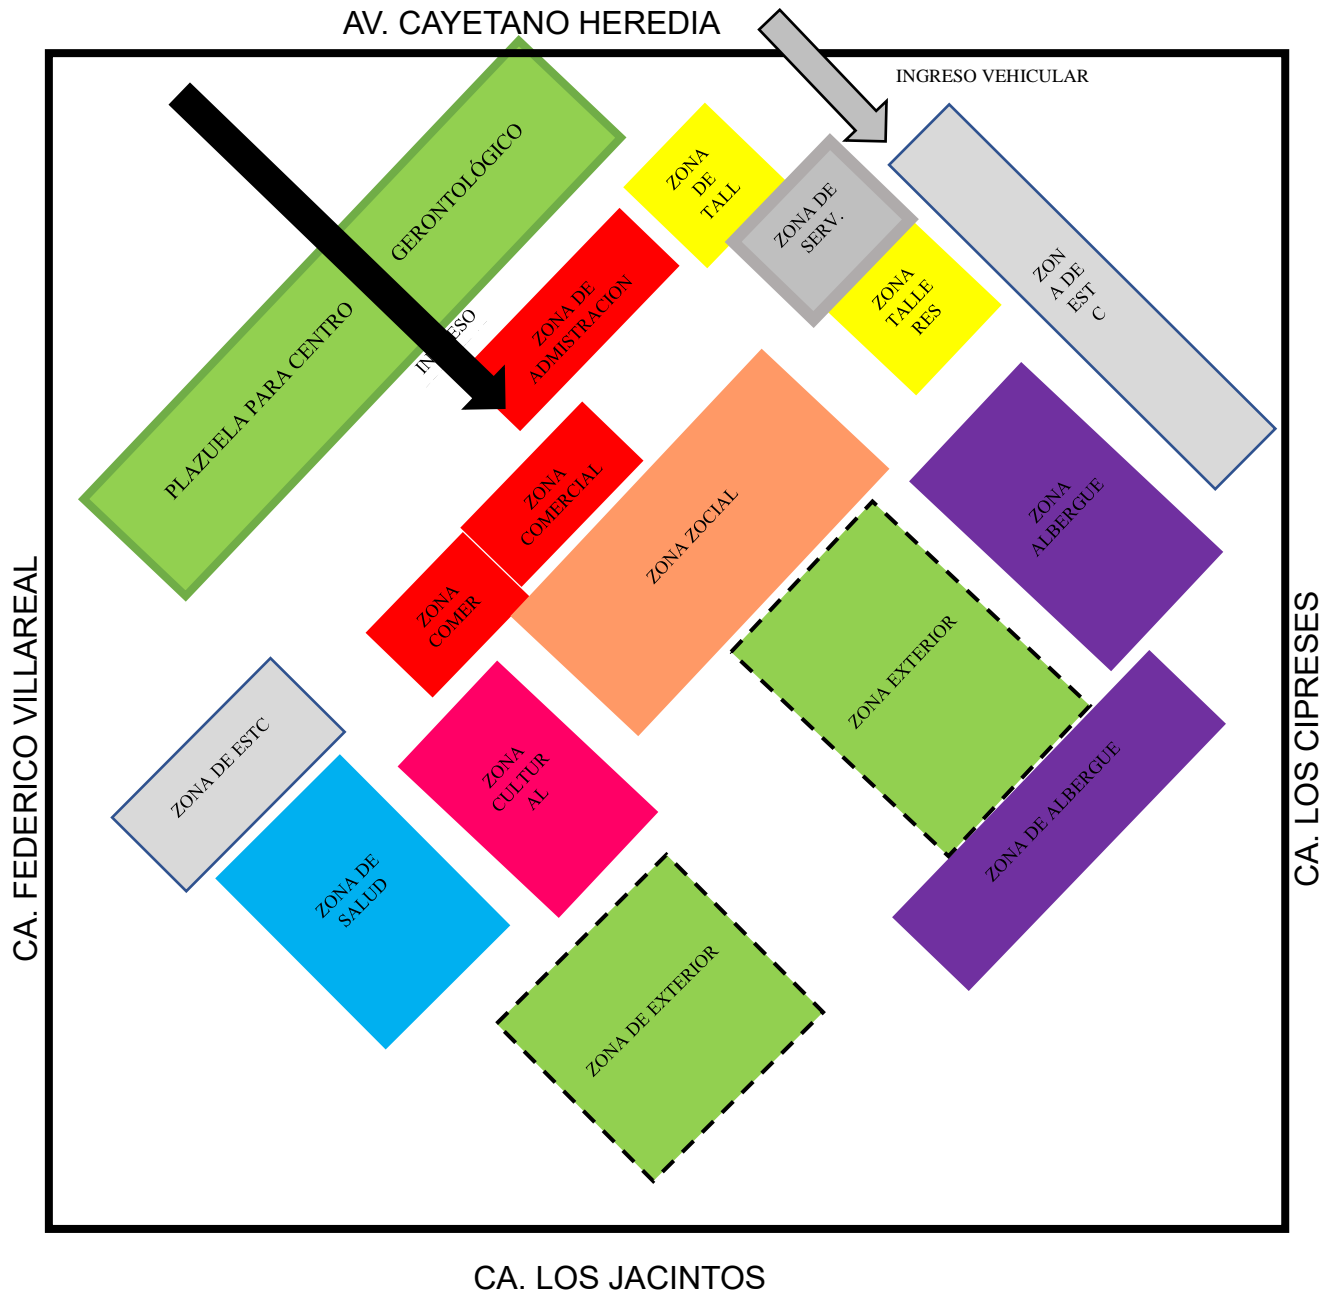 AV. CAYETANO HEREDIA
INGRESO VEHICULAR
PLAZUELA PARA CENTRO GERONTOLÓGICO
ZONA
DE
TALL
ZONA DE
SERV.
ZONA
TALLE
RES
ZON
A DE
EST
C
ZONA DE
ADMISTRACION
ZONA
COMERCIAL
ZONA
COMER
ZONA ZOCIAL
ZONA
ALBERGUE
ZONA EXTERIOR
ZONA DE ALBERGUE
ZONA DE ESTC
ZONA
CULTUR
AL
ZONA DE
SALUD
ZONA DE EXTERIOR
CA. FEDERICO VILLAREAL
CA. LOS CIPRESES
CA. LOS JACINTOS